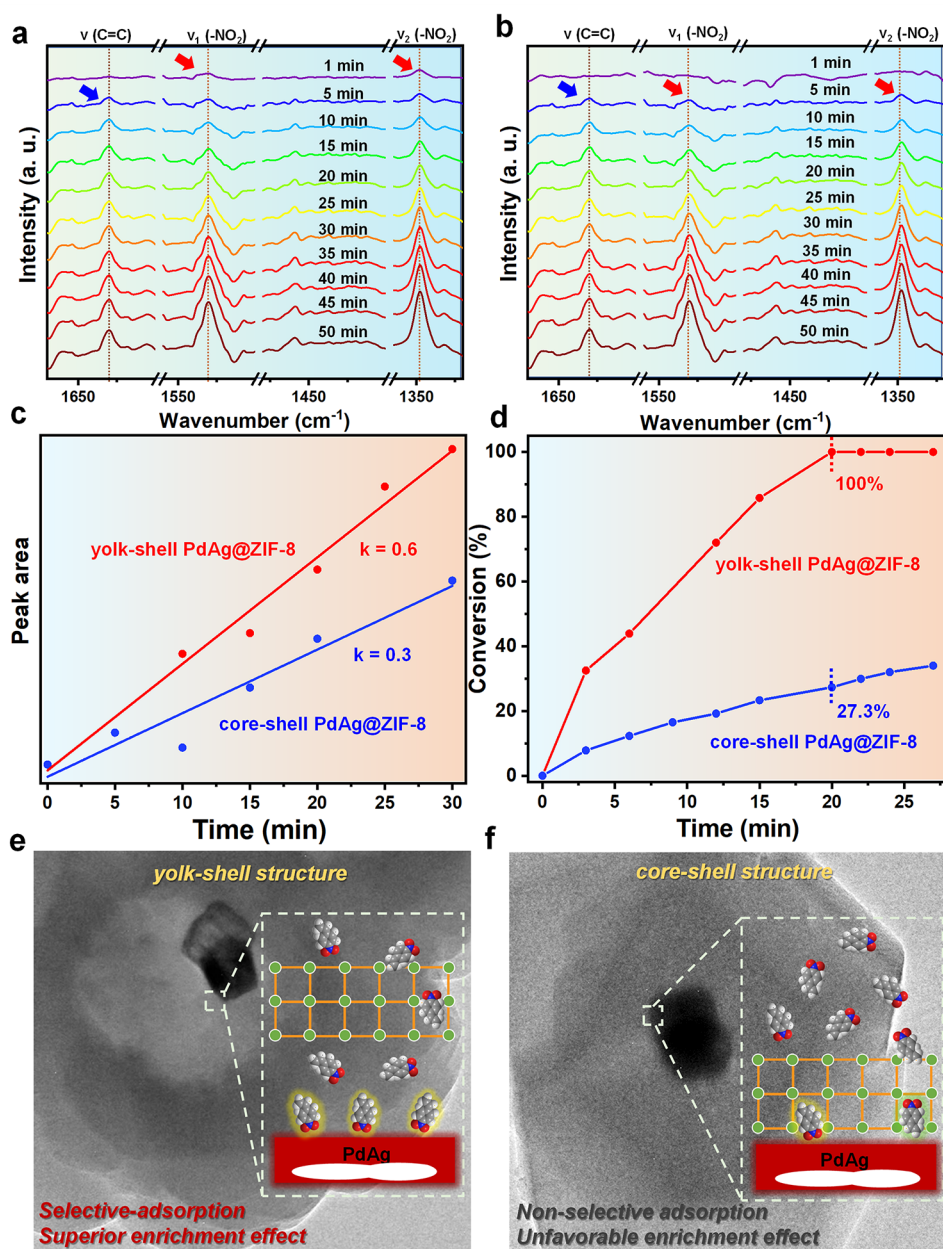 a
ν (C=C)
ν₁ (-NO₂)
ν₂ (-NO₂)
1 min
5 min
10 min
15 min
20 min
25 min
30 min
35 min
40 min
45 min
50 min
Intensity (a. u.)
1650
1550
1450
1350
Wavenumber (cm⁻¹)
b
ν (C=C)
ν₁ (-NO₂)
ν₂ (-NO₂)
1 min
5 min
10 min
15 min
20 min
25 min
30 min
35 min
40 min
45 min
50 min
Intensity (a. u.)
1650
1550
1450
1350
Wavenumber (cm⁻¹)
c
Peak area
yolk-shell PdAg@ZIF-8
k = 0.6
k = 0.3
core-shell PdAg@ZIF-8
0
5
10
15
20
25
30
Time (min)
d
Conversion (%)
100
80
60
40
20
0
100%
yolk-shell PdAg@ZIF-8
27.3%
core-shell PdAg@ZIF-8
0
5
10
15
20
25
Time (min)
e
yolk-shell structure
PdAg
Selective-adsorption
Superior enrichment effect
f
core-shell structure
PdAg
Non-selective adsorption
Unfavorable enrichment effect